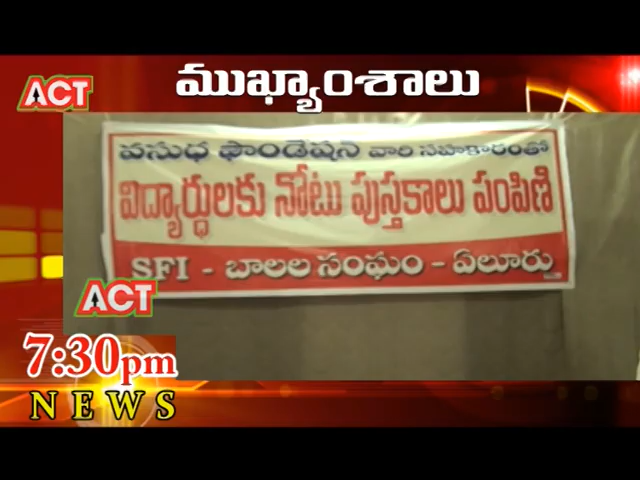 ACT
ముఖ్యాంశాలు
వసుధ ఫౌండేషన్ వారి సహకారంతో
విద్యార్ధులకు నోటు పుస్తకాలు పంపిణి
SFI - బాలల సంఘం - ఏలూరు
ACT
7:30pm
NEWS